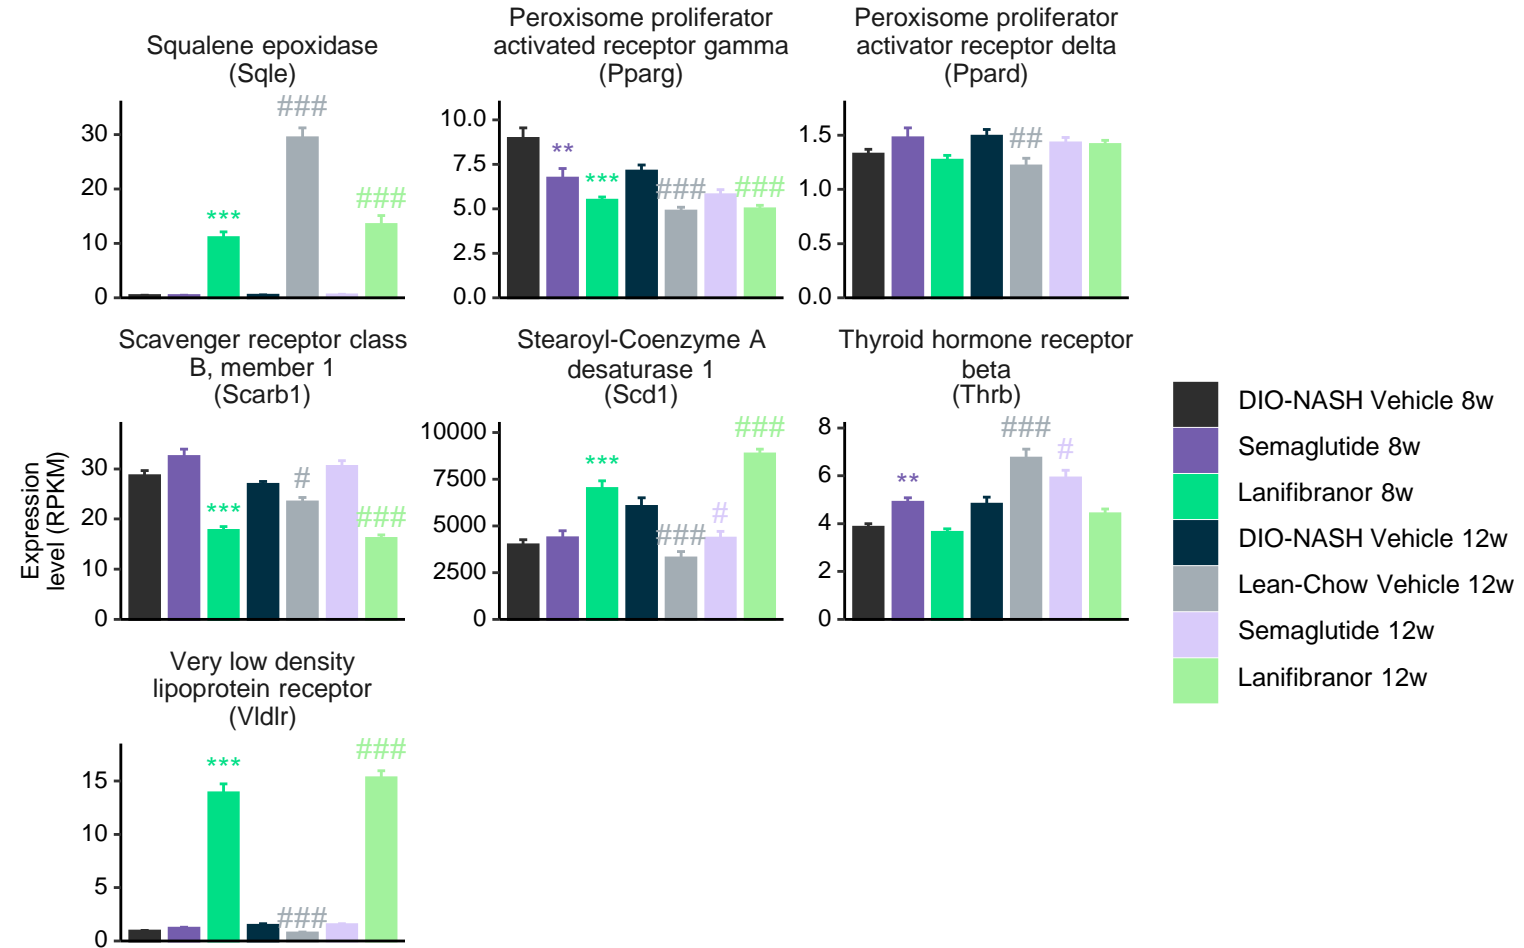 Squalene epoxidase
(Sqle)
###
30
20
###
***
10
0
Peroxisome proliferator
activated receptor gamma
(Pparg)
10.0
**
7.5
***
###
###
5.0
2.5
0.0
Peroxisome proliferator
activator receptor delta
(Ppard)
1.5
##
1.0
0.5
0.0
Scavenger receptor class
B, member 1
(Scarb1)
Expression
level (RPKM)
30
#
20
***
###
10
0
Stearoyl-Coenzyme A
desaturase 1
(Scd1)
10000
###
7500
***
#
5000
###
2500
0
Thyroid hormone receptor
beta
(Thrb)
8
###
#
6
**
4
2
0
Very low density
lipoprotein receptor
(Vldlr)
###
***
15
10
5
###
0
DIO-NASH Vehicle 8w
Semaglutide 8w
Lanifibranor 8w
DIO-NASH Vehicle 12w
Lean-Chow Vehicle 12w
Semaglutide 12w
Lanifibranor 12w